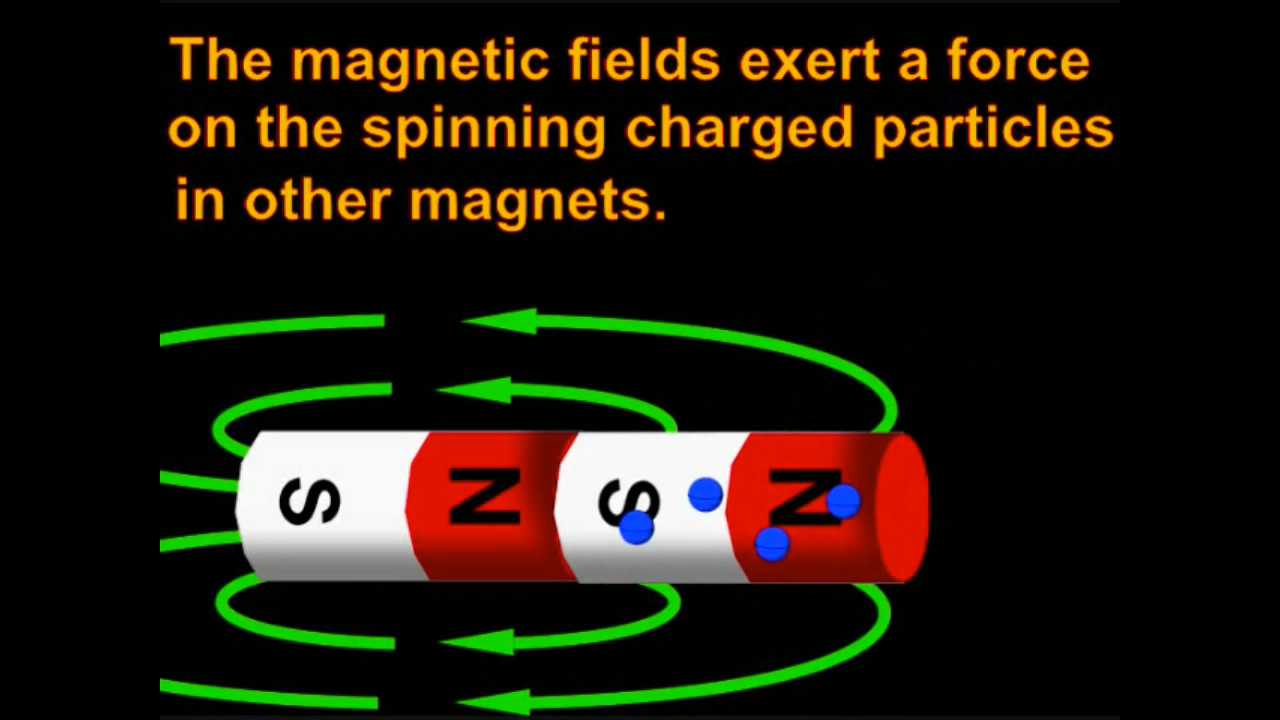 The magnetic fields exert a force
on the spinning charged particles
in other magnets.
S N S N